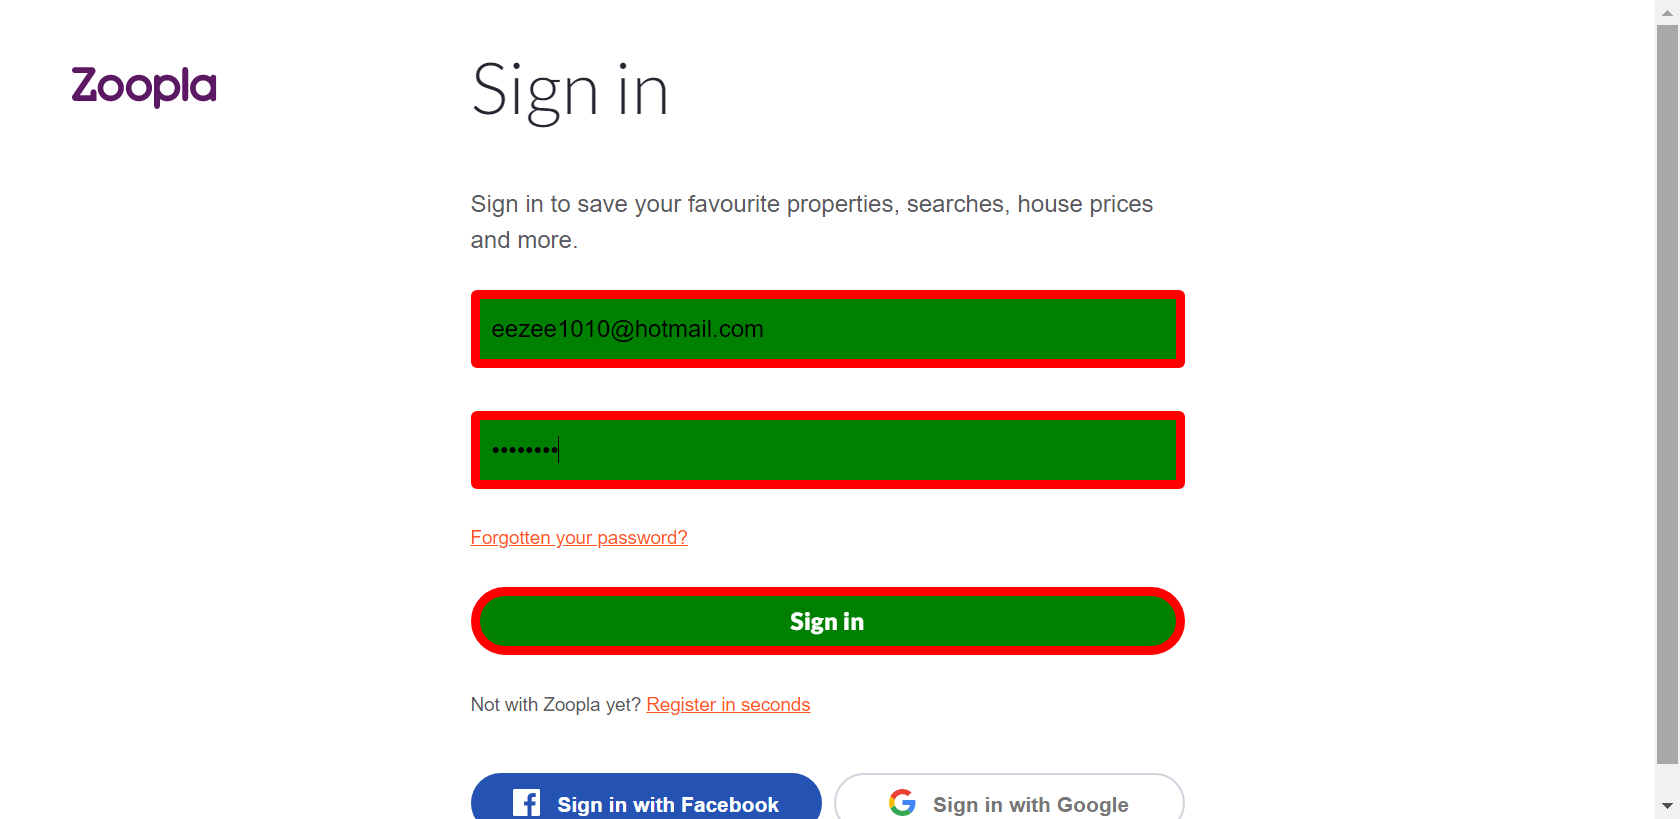 Zoopla
Sign in
Sign in to save your favourite properties, searches, house prices
and more.
eezee1010@hotmail.com
••••••••
Forgotten your password?
Sign in
Not with Zoopla yet? Register in seconds
Sign in with Facebook
Sign in with Google